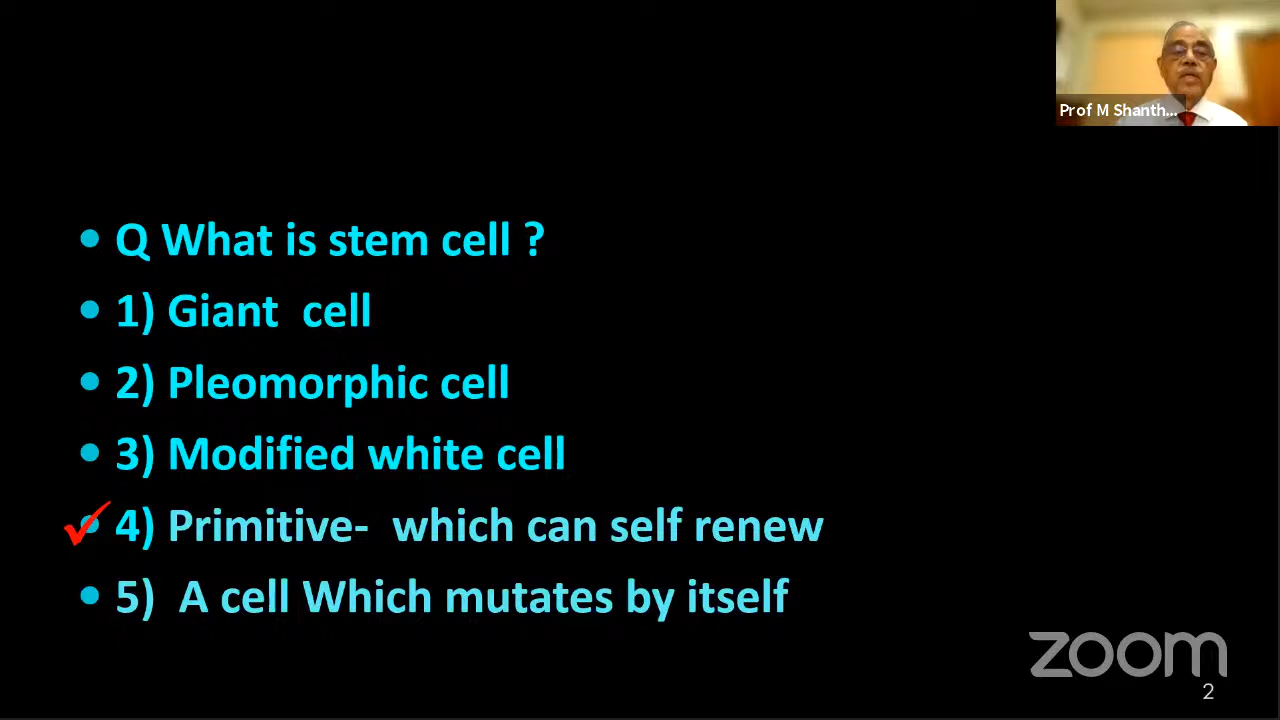 Prof M Shanth...
• Q What is stem cell ?
• 1) Giant cell
• 2) Pleomorphic cell
• 3) Modified white cell
• 4) Primitive- which can self renew
• 5) A cell Which mutates by itself
zoom
2